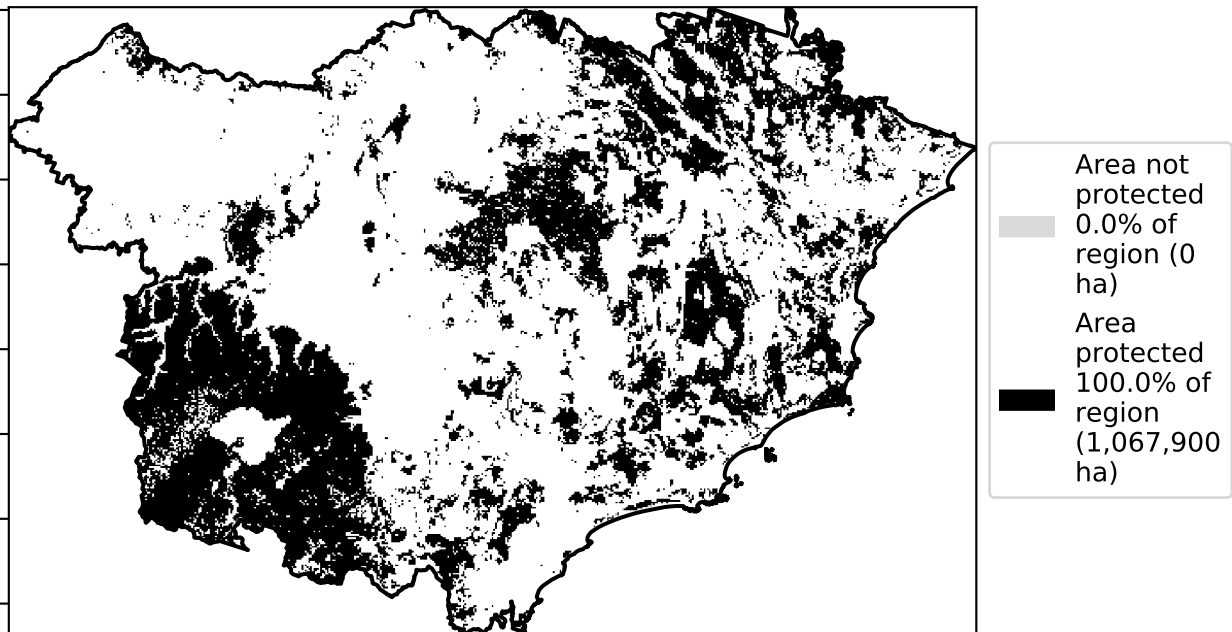 Area not
protected
0.0% of
region (0
ha)
Area
protected
100.0% of
region
(1,067,900
ha)